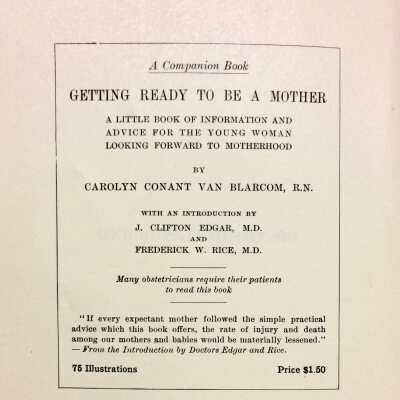 A Companion Book
GETTING READY TO BE A MOTHER
A LITTLE BOOK OF INFORMATION AND
ADVICE FOR THE YOUNG WOMAN
LOOKING FORWARD TO MOTHERHOOD
BY
CAROLYN CONANT VAN BLARCOM, R.N.
WITH AN INTRODUCTION BY
J. CLIFTON EDGAR, M.D.
AND
FREDERICK W. RICE, M.D.
Many obstetricians require their patients
to read this book
"If every expectant mother followed the simple practical
advice which this book offers, the rate of injury and death
among our mothers and babies would be materially lessened."
— From the Introduction by Doctors Edgar and Rice.
75 Illustrations Price $1.50